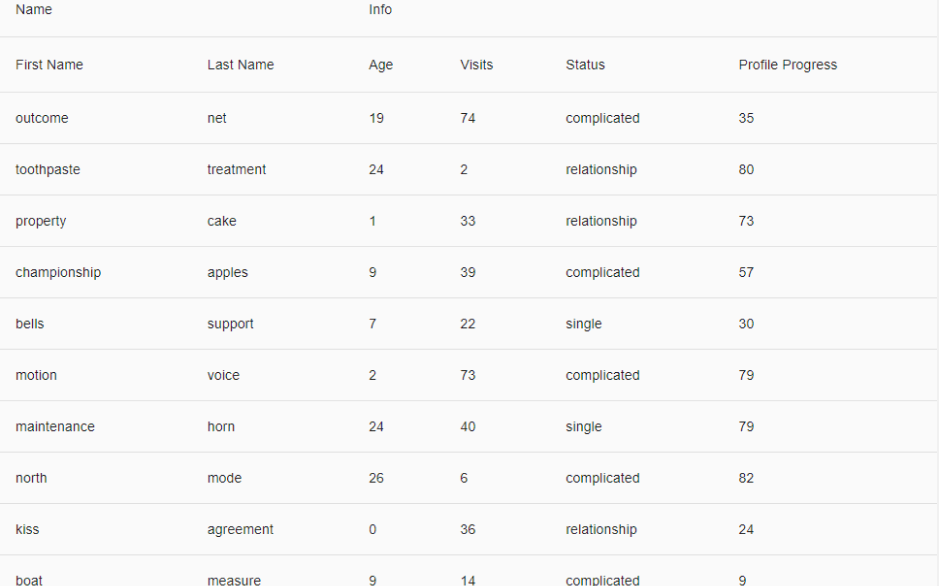 Name Info
First Name Last Name Age Visits Status Profile Progress
outcome net 19 74 complicated 35
toothpaste treatment 24 2 relationship 80
property cake 1 33 relationship 73
championship apples 9 39 complicated 57
bells support 7 22 single 30
motion voice 2 73 complicated 79
maintenance horn 24 40 single 79
north mode 26 6 complicated 82
kiss agreement 0 36 relationship 24
boat measure 9 14 complicated 9